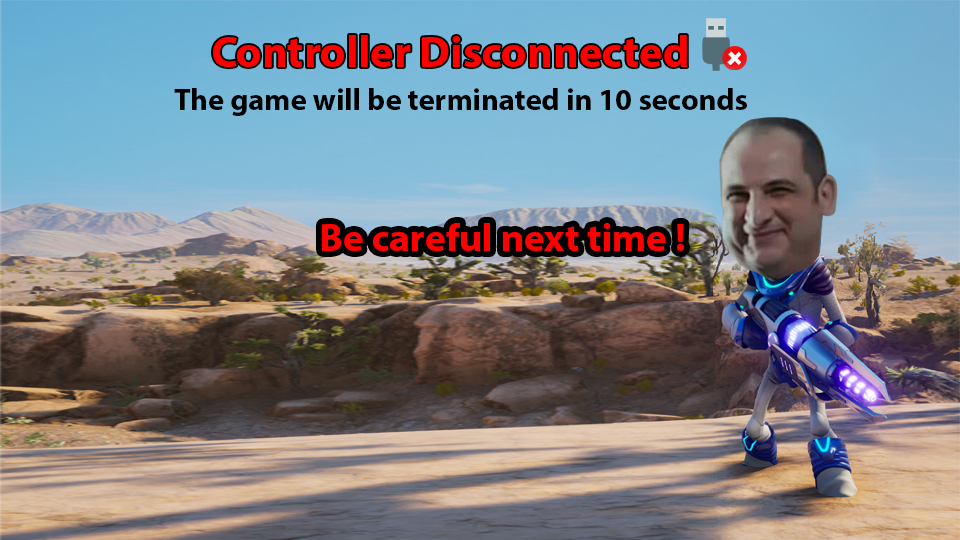 Controller Disconnected
The game will be terminated in 10 seconds
Be careful next time !